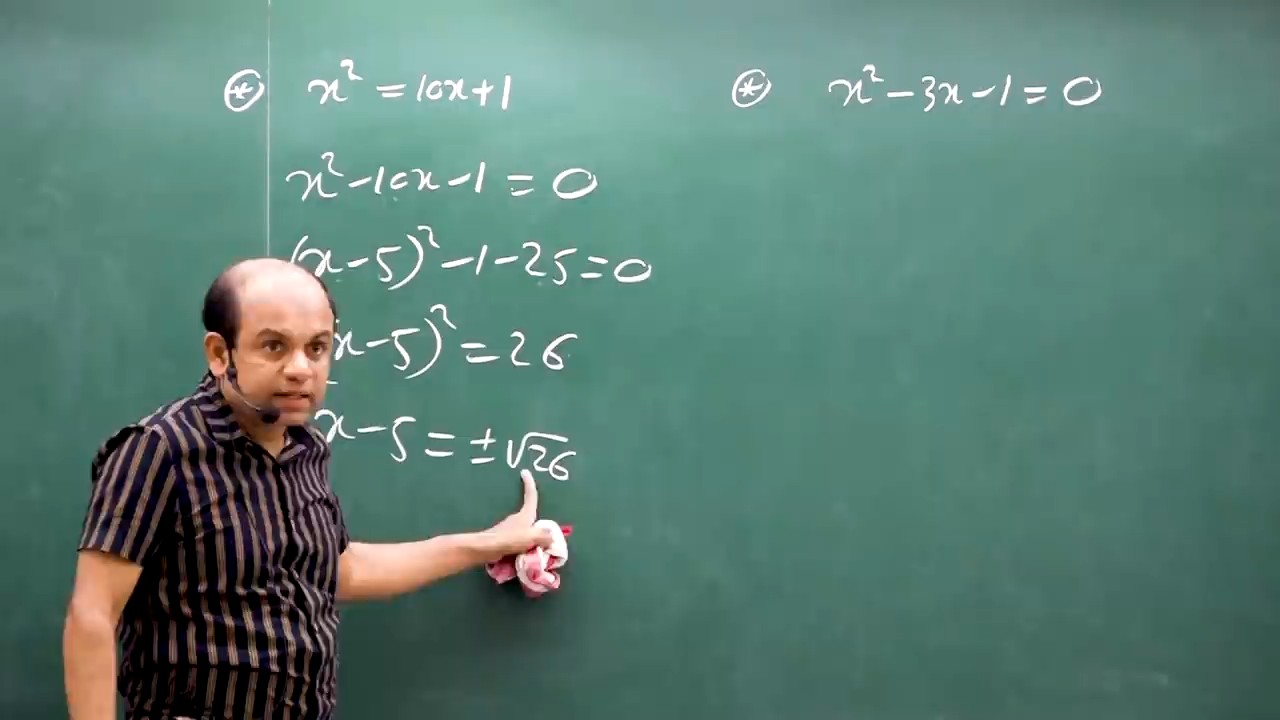 ⊛ x² = 10x+1
x²-10x-1 = 0
(x-5)²-1-25=0
x-5)² = 26
x-5 = ±√26
⊛ x²-3x-1 = 0